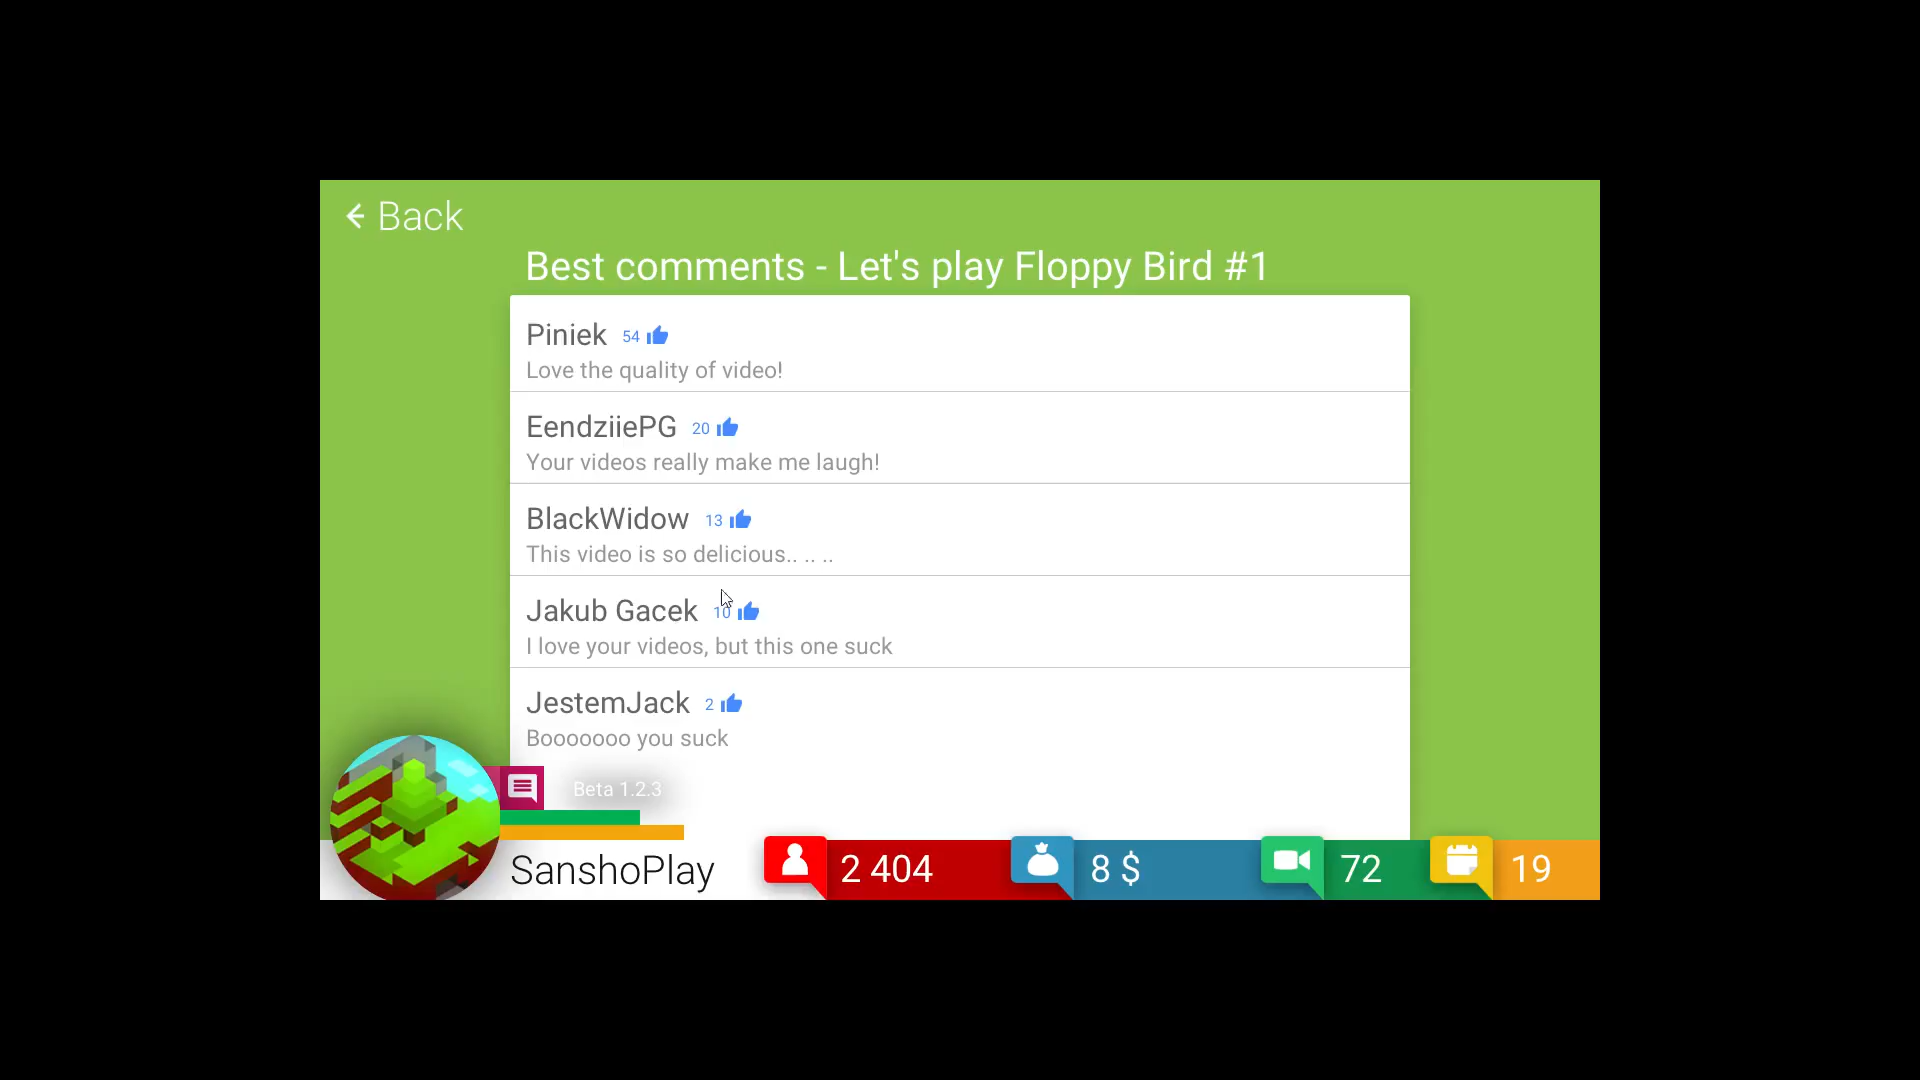 Back
Best comments - Let's play Floppy Bird #1
Piniek 54
Love the quality of video!
EendziiePG 20
Your videos really make me laugh!
BlackWidow 13
This video is so delicious.. .. ..
Jakub Gacek 10
I love your videos, but this one suck
JestemJack 2
Booooooo you suck
Beta 1.2.3
SanshoPlay 2 404 8 $ 72 19